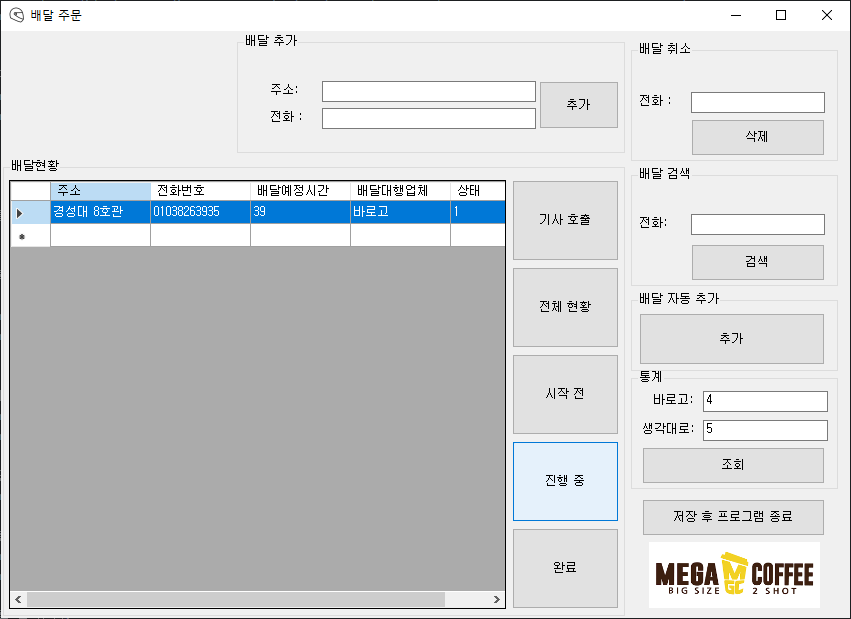 배달 주문
배달 추가
주소:
전화 :
추가
배달 취소
전화 :
삭제
배달현황
주소 전화번호 배달예정시간 배달대행업체 상태
경성대 8호관 01038263935 39 바로고 1
기사 호출
전체 현황
시작 전
진행 중
완료
배달 검색
전화:
검색
배달 자동 추가
추가
통계
바로고: 4
생각대로: 5
조회
저장 후 프로그램 종료
MEGA MGC COFFEE
BIG SIZE 2 SHOT